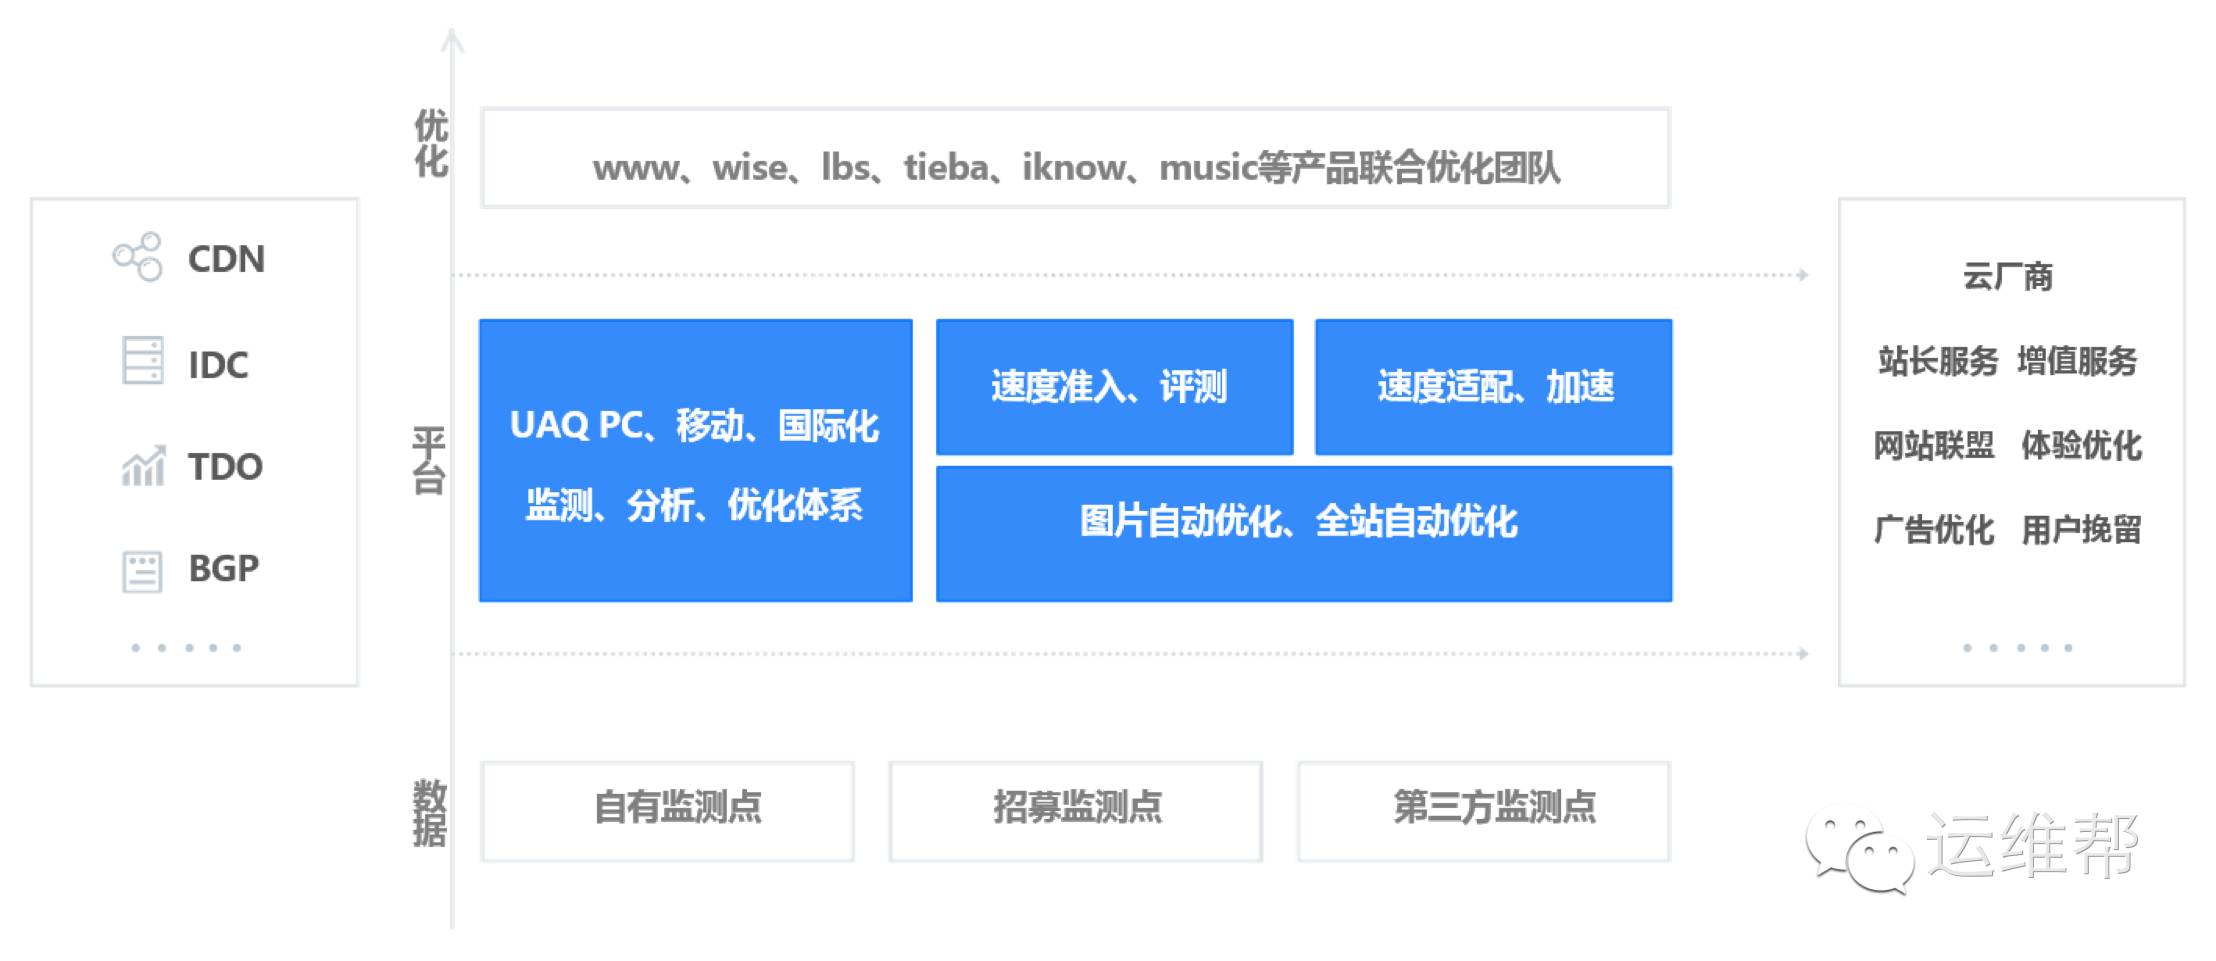 CDN
IDC
TDO
BGP
优化
www、wise、lbs、tieba、iknow、music等产品联合优化团队
平台
UAQ PC、移动、国际化
监测、分析、优化体系
速度准入、评测
速度适配、加速
图片自动优化、全站自动优化
数据
自有监测点
招募监测点
第三方监测点
云厂商
站长服务 增值服务
网站联盟 体验优化
广告优化 用户挽留
运维帮